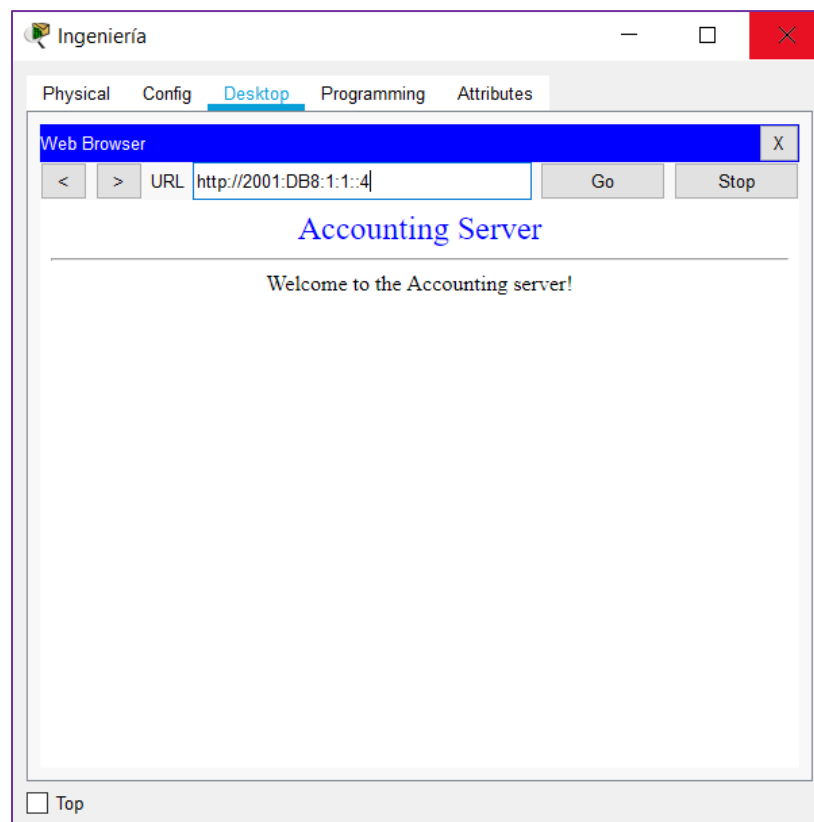 Ingeniería
Physical Config Desktop Programming Attributes
Web Browser X
< > URL http://2001:DB8:1:1::4 Go Stop
Accounting Server
Welcome to the Accounting server!
Top